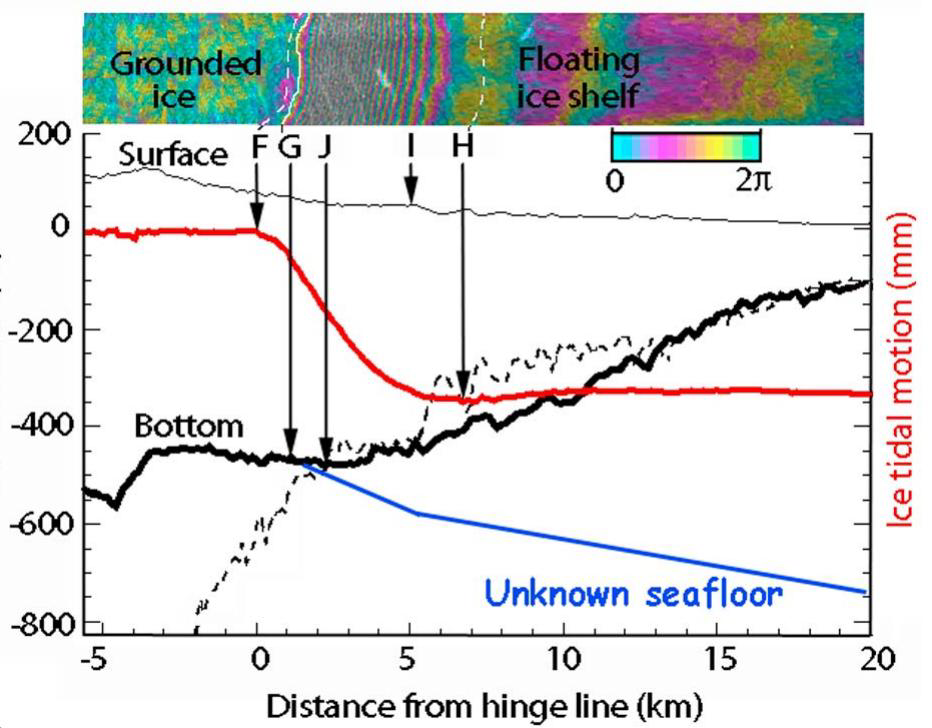 Grounded
ice
Floating
ice shelf
0
2π
F G J I H
Surface
200
0
-200
-400
-600
-800
Bottom
Unknown seafloor
Ice tidal motion (mm)
-5 0 5 10 15 20
Distance from hinge line (km)